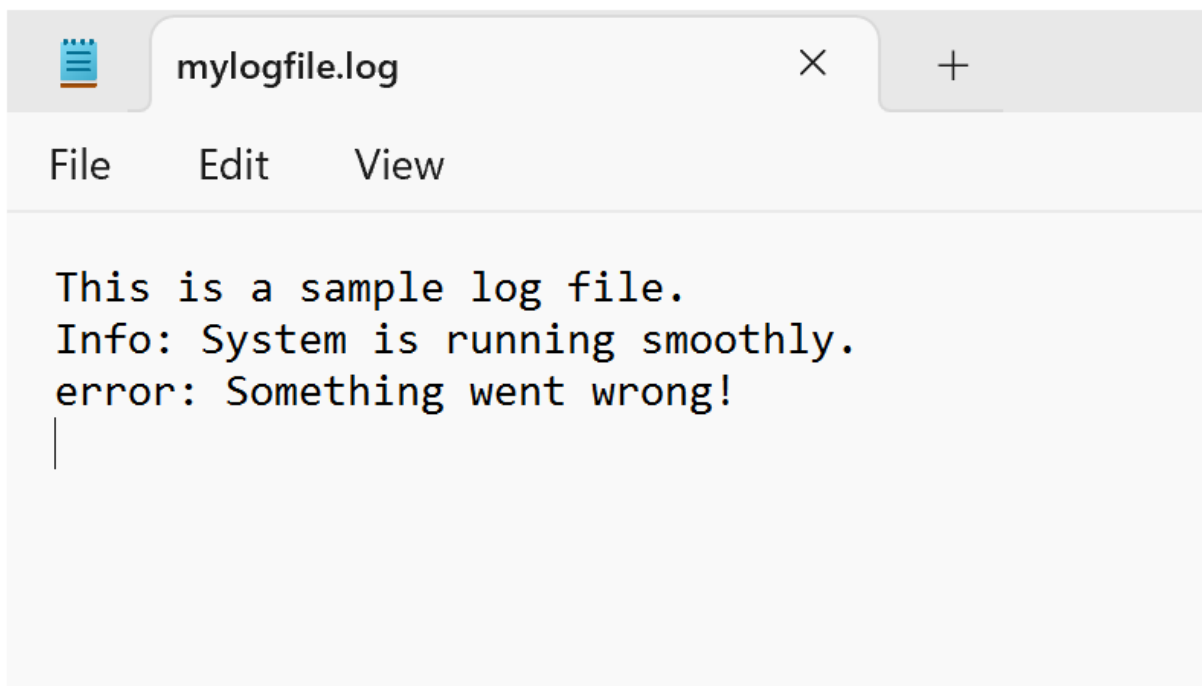 mylogfile.log
File Edit View
This is a sample log file.
Info: System is running smoothly.
error: Something went wrong!